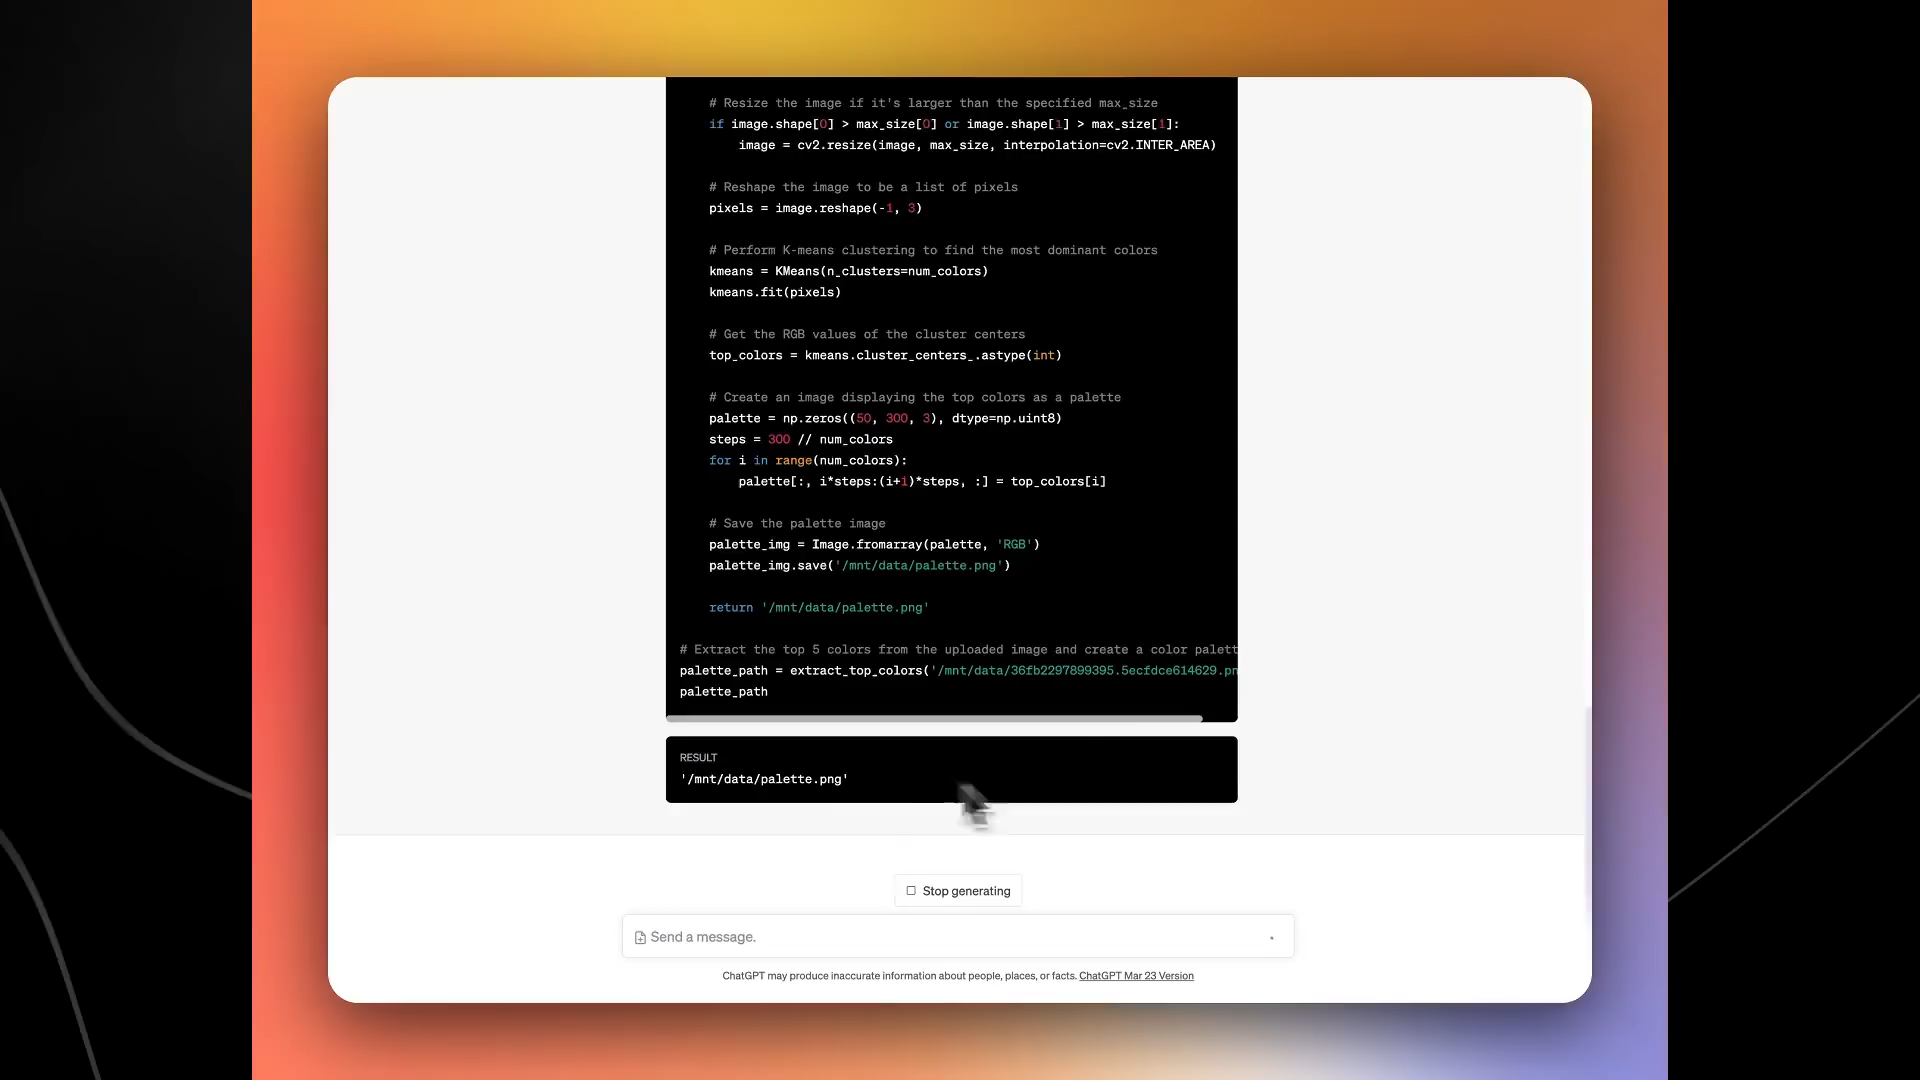 # Resize the image if it's larger than the specified max_size
if image.shape[0] > max_size[0] or image.shape[1] > max_size[1]:
image = cv2.resize(image, max_size, interpolation=cv2.INTER_AREA)
# Reshape the image to be a list of pixels
pixels = image.reshape(-1, 3)
# Perform K-means clustering to find the most dominant colors
kmeans = KMeans(n_clusters=num_colors)
kmeans.fit(pixels)
# Get the RGB values of the cluster centers
top_colors = kmeans.cluster_centers_.astype(int)
# Create an image displaying the top colors as a palette
palette = np.zeros((50, 300, 3), dtype=np.uint8)
steps = 300 // num_colors
for i in range(num_colors):
palette[:, i*steps:(i+1)*steps, :] = top_colors[i]
# Save the palette image
palette_img = Image.fromarray(palette, 'RGB')
palette_img.save('/mnt/data/palette.png')
return '/mnt/data/palette.png'
# Extract the top 5 colors from the uploaded image and create a color palett
palette_path = extract_top_colors('/mnt/data/36fb2297899395.5ecfdce614629.pn
palette_path
RESULT
'/mnt/data/palette.png'
Stop generating
Send a message.
ChatGPT may produce inaccurate information about people, places, or facts. ChatGPT Mar 23 Version